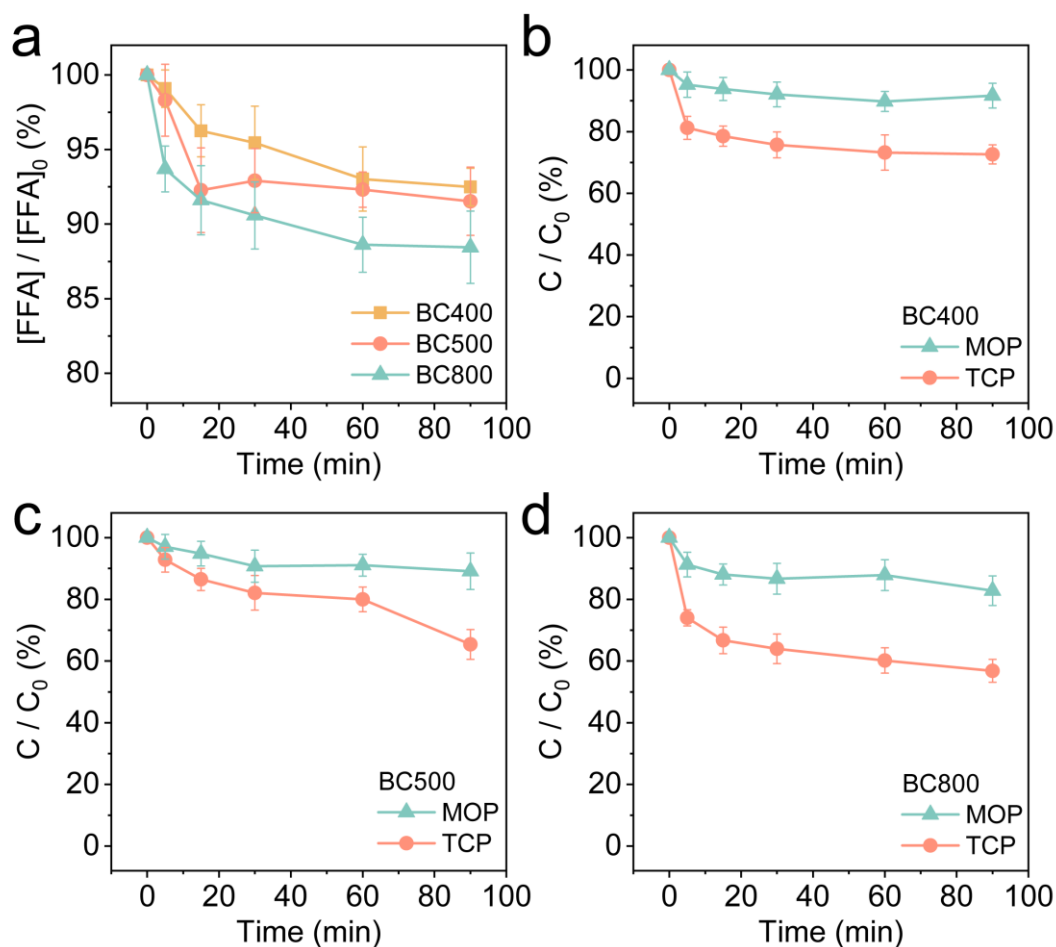 a
100
95
90
85
80
[FFA] / [FFA]₀ (%)
BC400
BC500
BC800
0 20 40 60 80 100
Time (min)
b
100
80
60
40
20
0
C / C₀ (%)
BC400
MOP
TCP
0 20 40 60 80 100
Time (min)
c
100
80
60
40
20
0
C / C₀ (%)
BC500
MOP
TCP
0 20 40 60 80 100
Time (min)
d
100
80
60
40
20
0
C / C₀ (%)
BC800
MOP
TCP
0 20 40 60 80 100
Time (min)